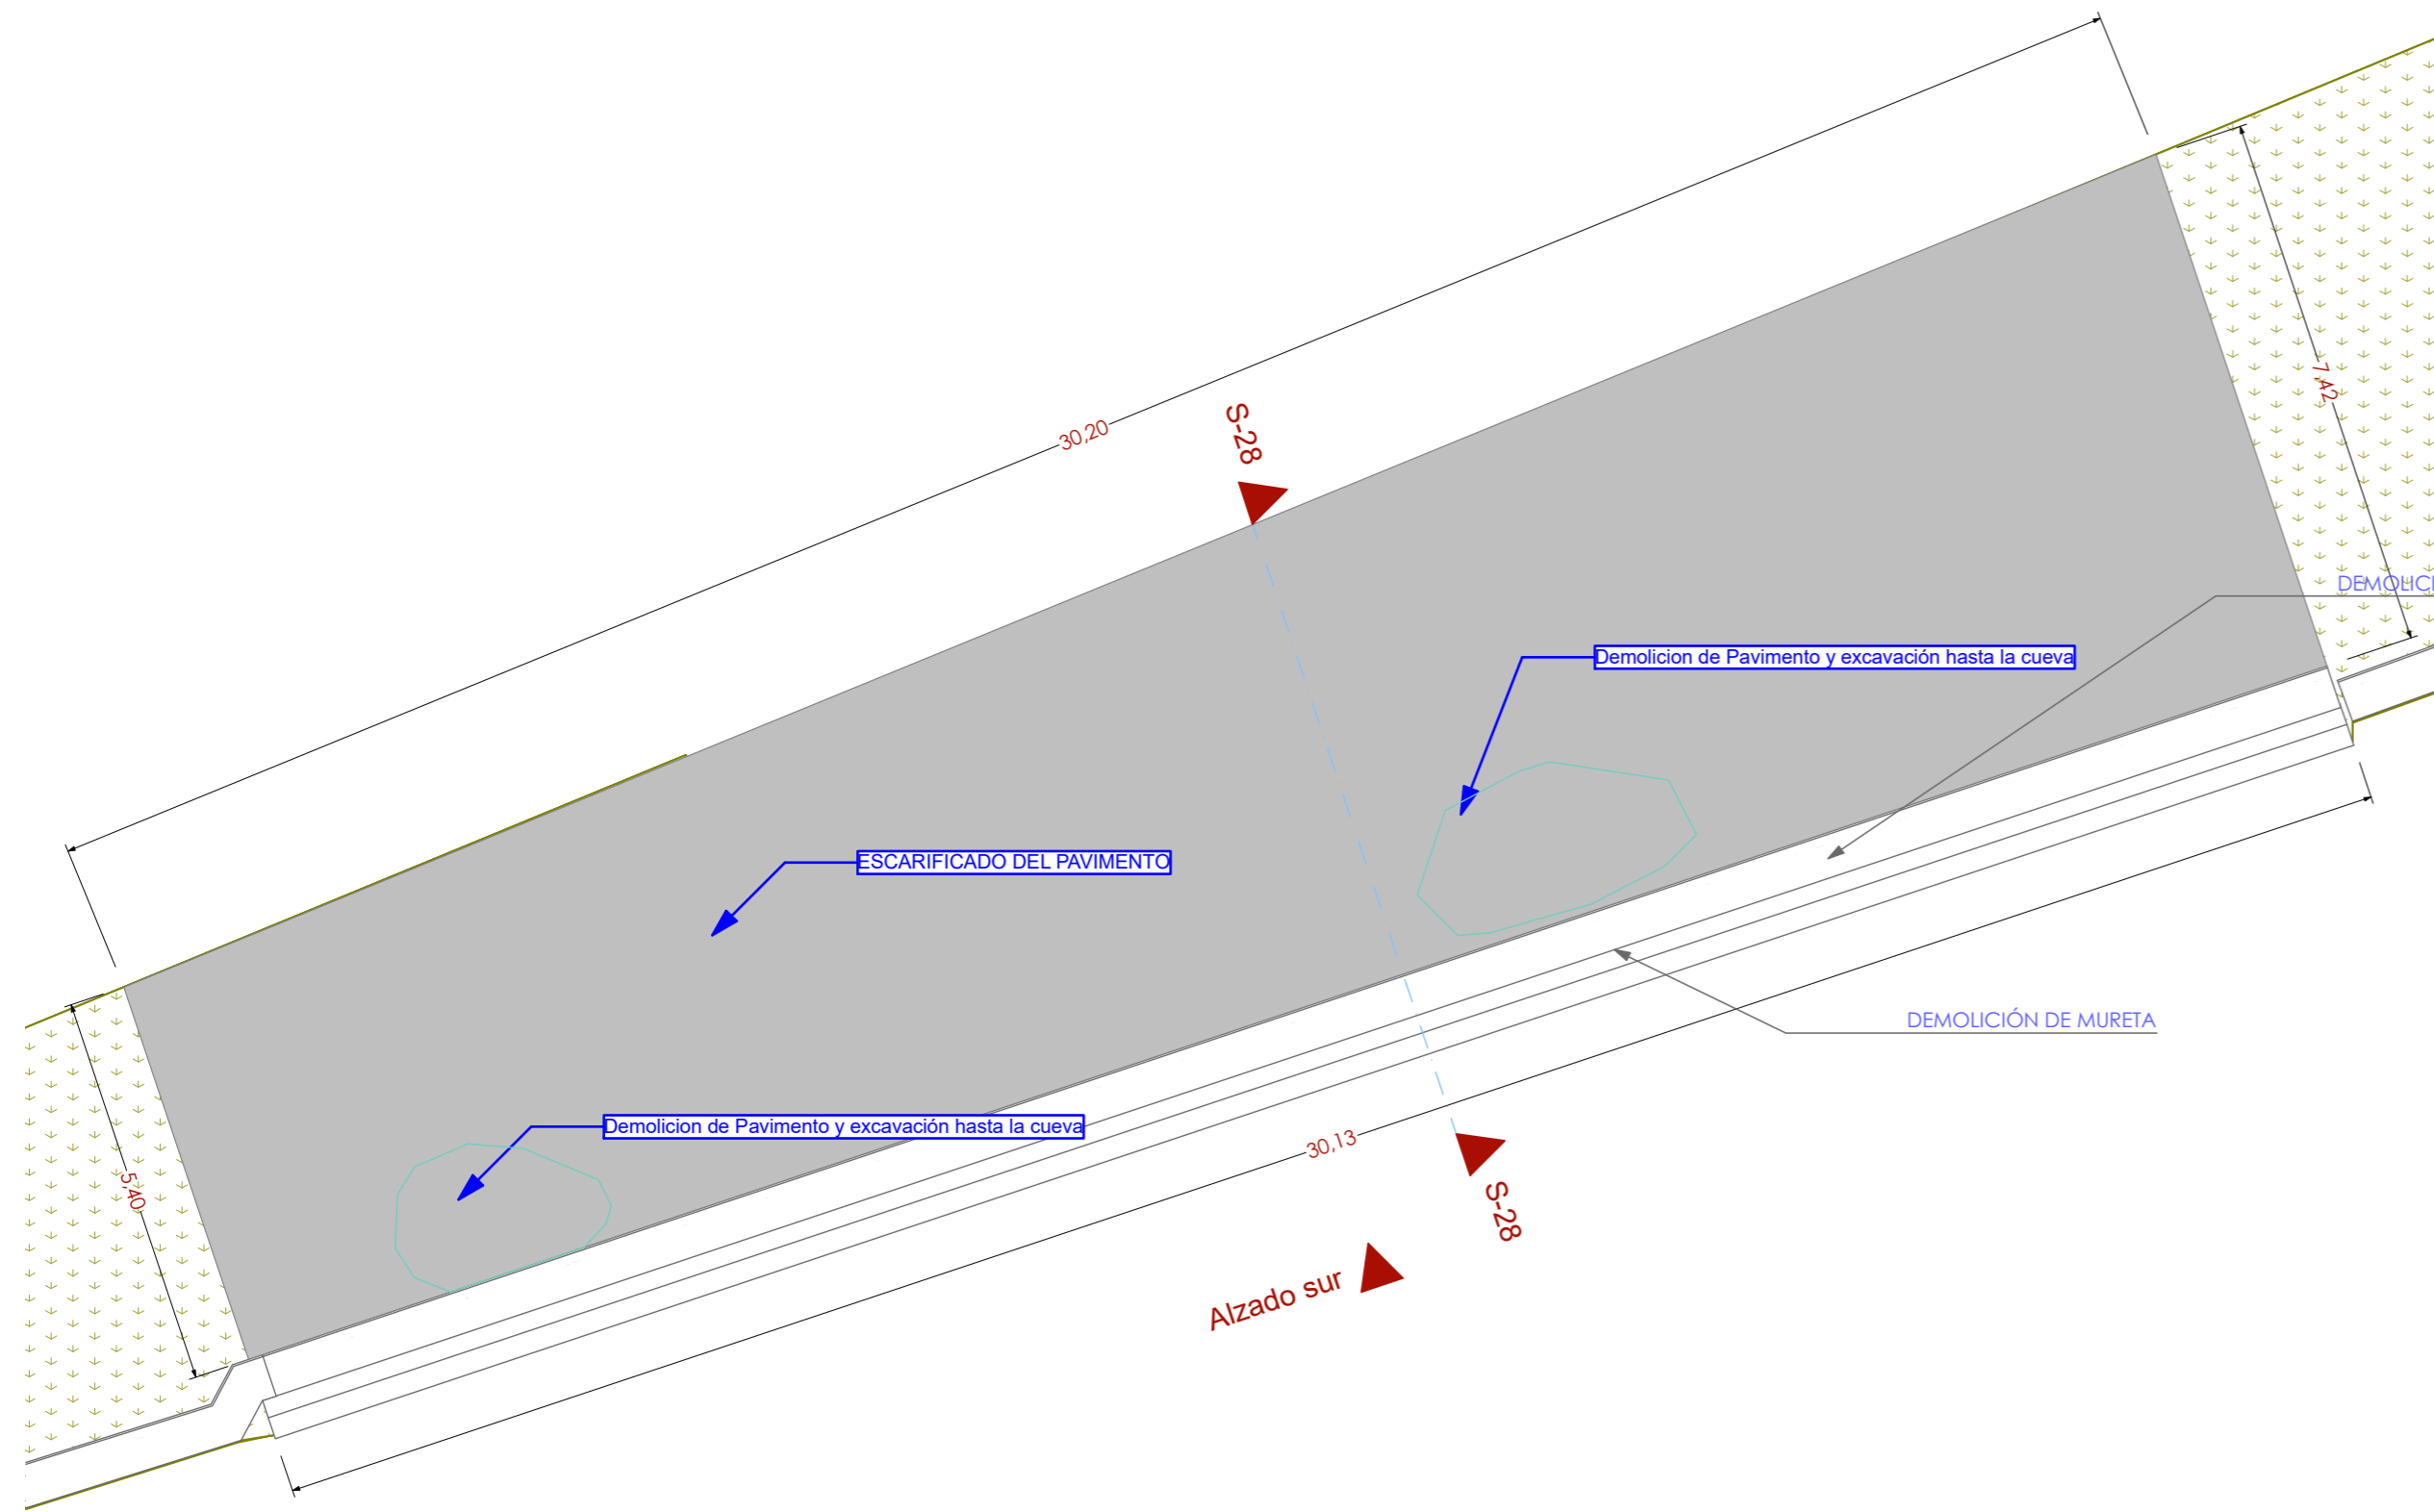 30,20
S-28
7,42
DEMOLICI
Demolicion de Pavimento y excavación hasta la cueva
ESCARIFICADO DEL PAVIMENTO
DEMOLICIÓN DE MURETA
Demolicion de Pavimento y excavación hasta la cueva
30,13
5,40
S-28
Alzado sur